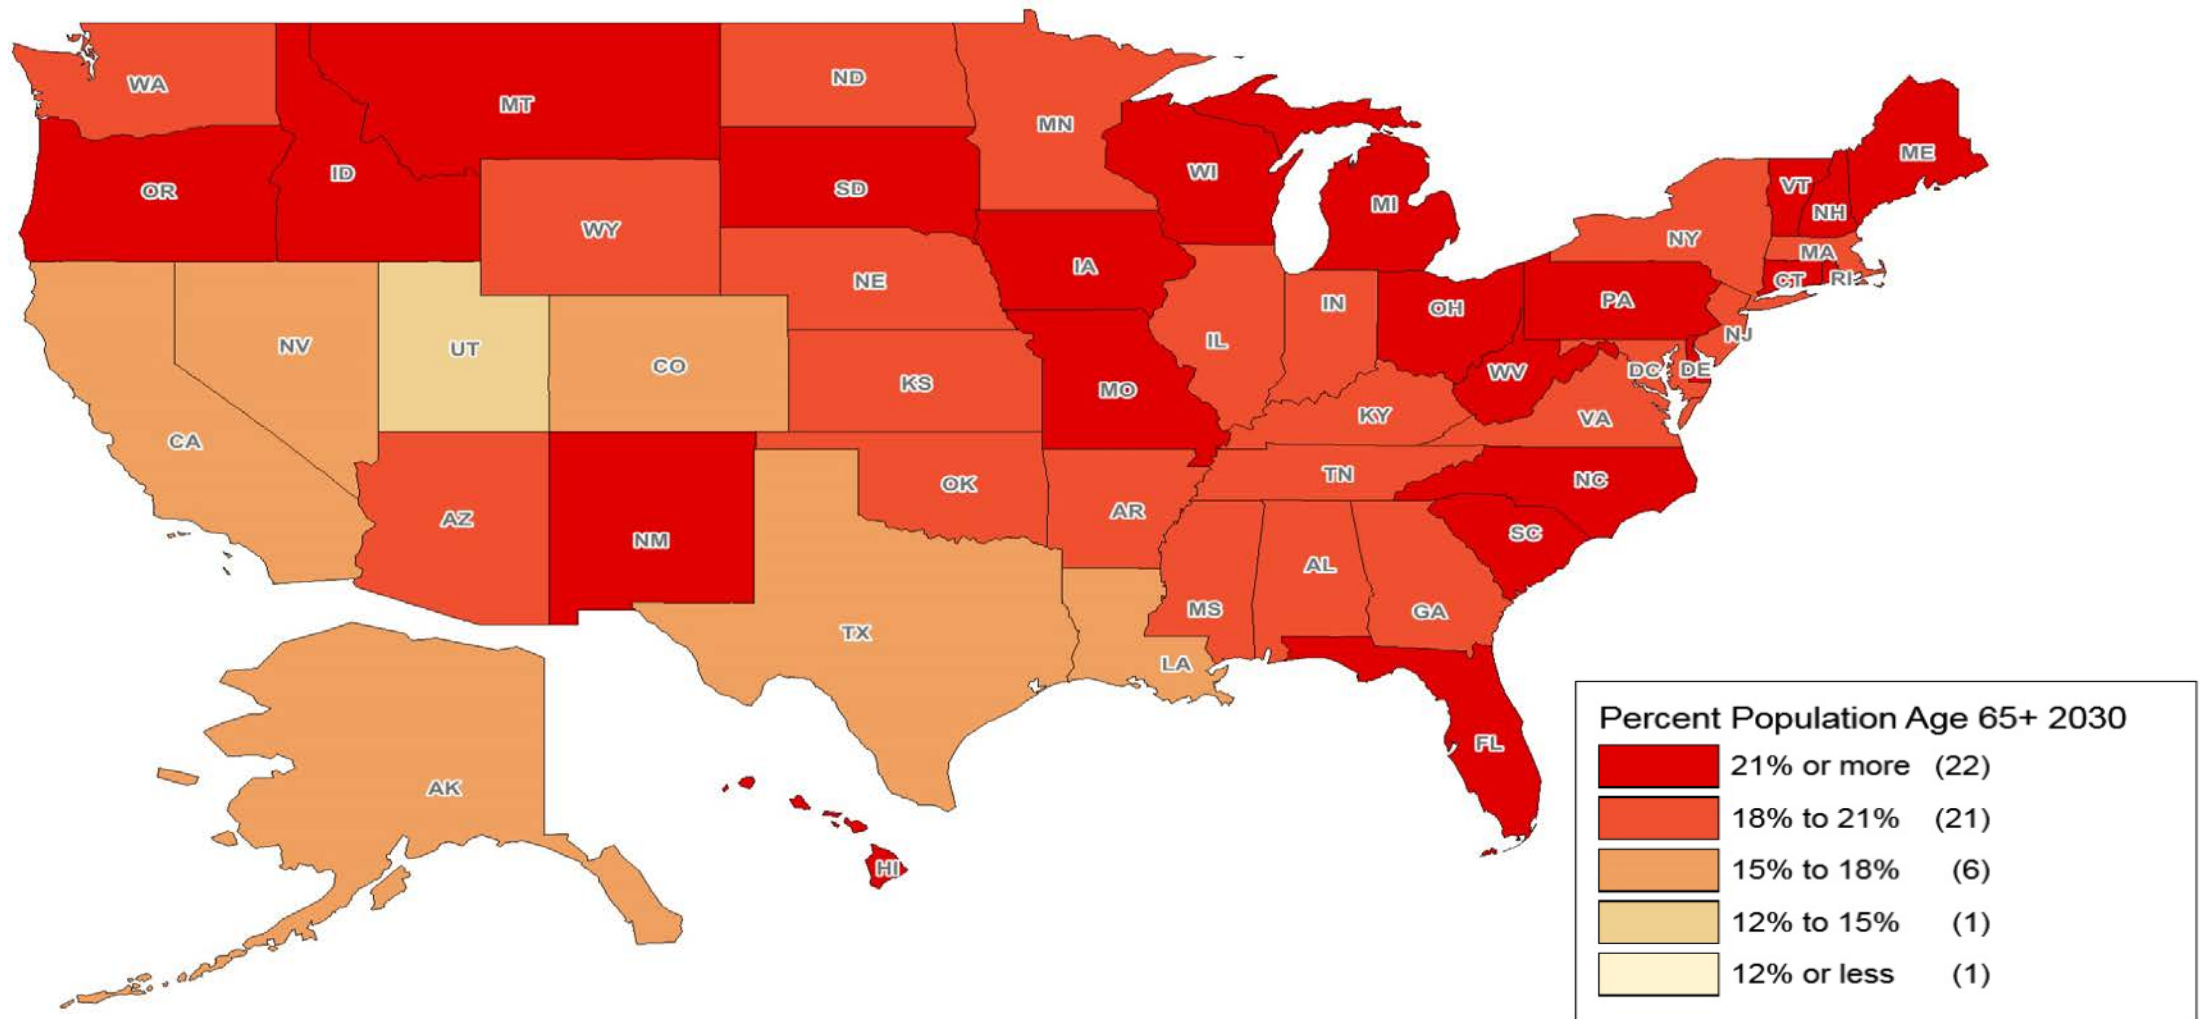 WA
MT
ND
MN
OR
ID
SD
WI
MI
ME
VT
NH
WY
NE
IA
NY
MA
CT
RI
NV
UT
CO
KS
IL
IN
OH
PA
NJ
MO
WV
DC
DE
CA
KY
VA
AZ
NM
OK
AR
TN
NC
SC
TX
LA
MS
AL
GA
FL
AK
HI
Percent Population Age 65+ 2030
21% or more (22)
18% to 21% (21)
15% to 18% (6)
12% to 15% (1)
12% or less (1)